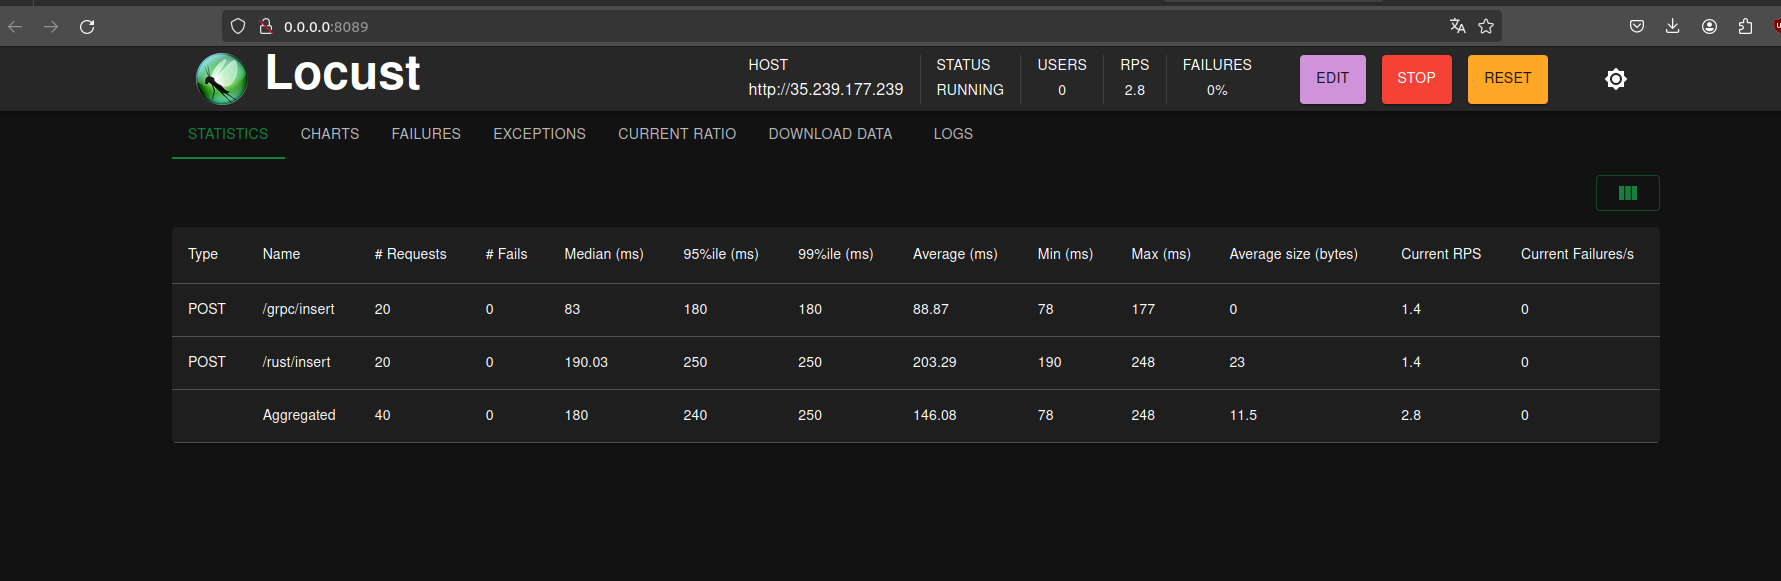 0.0.0.0:8089
Locust
HOST STATUS USERS RPS FAILURES
http://35.239.177.239 RUNNING 0 2.8 0%
EDIT STOP RESET
STATISTICS CHARTS FAILURES EXCEPTIONS CURRENT RATIO DOWNLOAD DATA LOGS
Type Name # Requests # Fails Median (ms) 95%ile (ms) 99%ile (ms) Average (ms) Min (ms) Max (ms) Average size (bytes) Current RPS Current Failures/s
POST /grpc/insert 20 0 83 180 180 88.87 78 177 0 1.4 0
POST /rust/insert 20 0 190.03 250 250 203.29 190 248 23 1.4 0
Aggregated 40 0 180 240 250 146.08 78 248 11.5 2.8 0